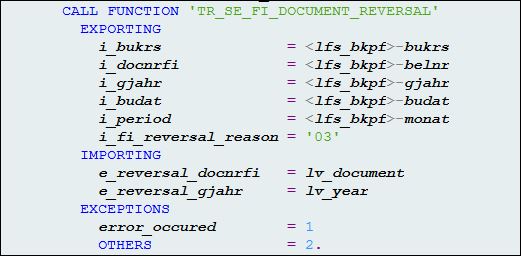 CALL FUNCTION 'TR_SE_FI_DOCUMENT_REVERSAL'
EXPORTING
i_bukrs = <lfs_bkpf>-bukrs
i_docnrfi = <lfs_bkpf>-belnr
i_gjahr = <lfs_bkpf>-gjahr
i_budat = <lfs_bkpf>-budat
i_period = <lfs_bkpf>-monat
i_fi_reversal_reason = '03'
IMPORTING
e_reversal_docnrfi = lv_document
e_reversal_gjahr = lv_year
EXCEPTIONS
error_occured = 1
OTHERS = 2.